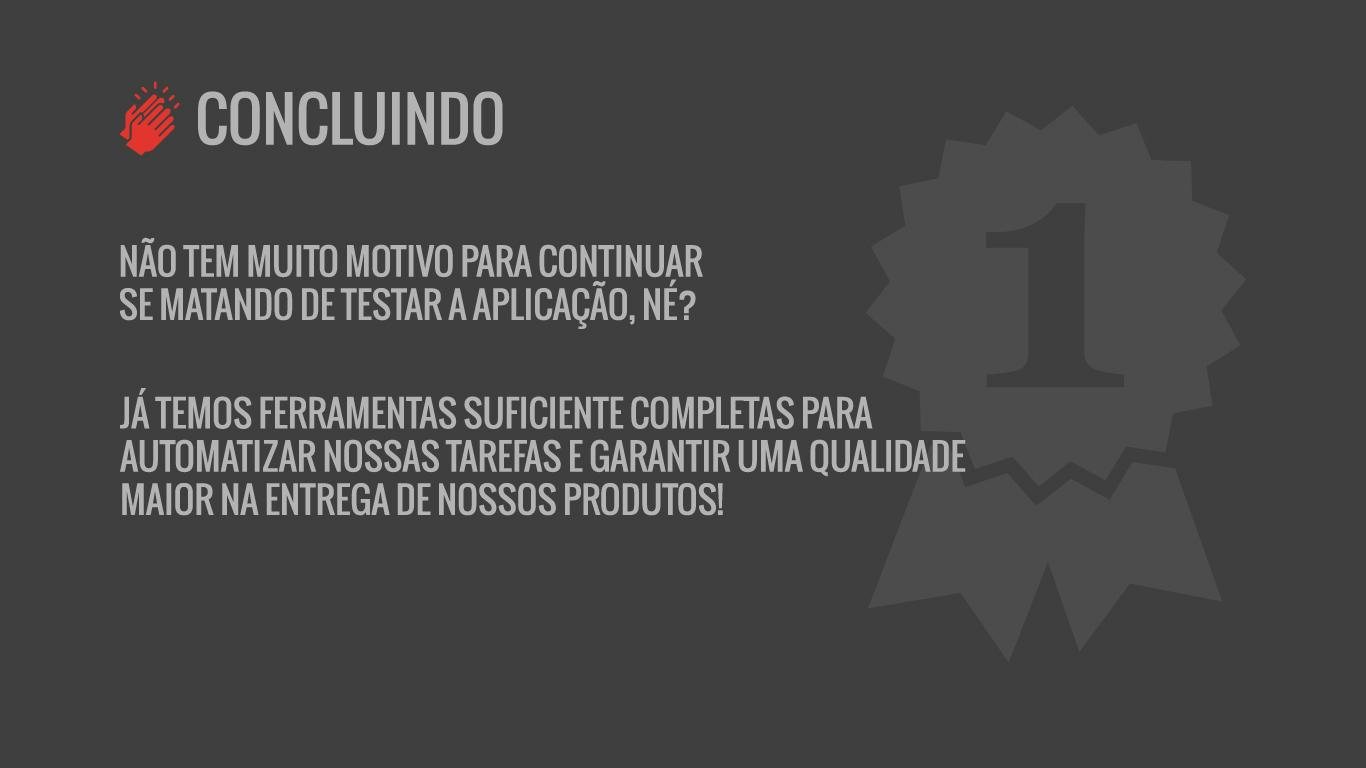 CONCLUINDO
NÃO TEM MUITO MOTIVO PARA CONTINUAR
SE MATANDO DE TESTAR A APLICAÇÃO, NÉ?
JÁ TEMOS FERRAMENTAS SUFICIENTE COMPLETAS PARA
AUTOMATIZAR NOSSAS TAREFAS E GARANTIR UMA QUALIDADE
MAIOR NA ENTREGA DE NOSSOS PRODUTOS!
1